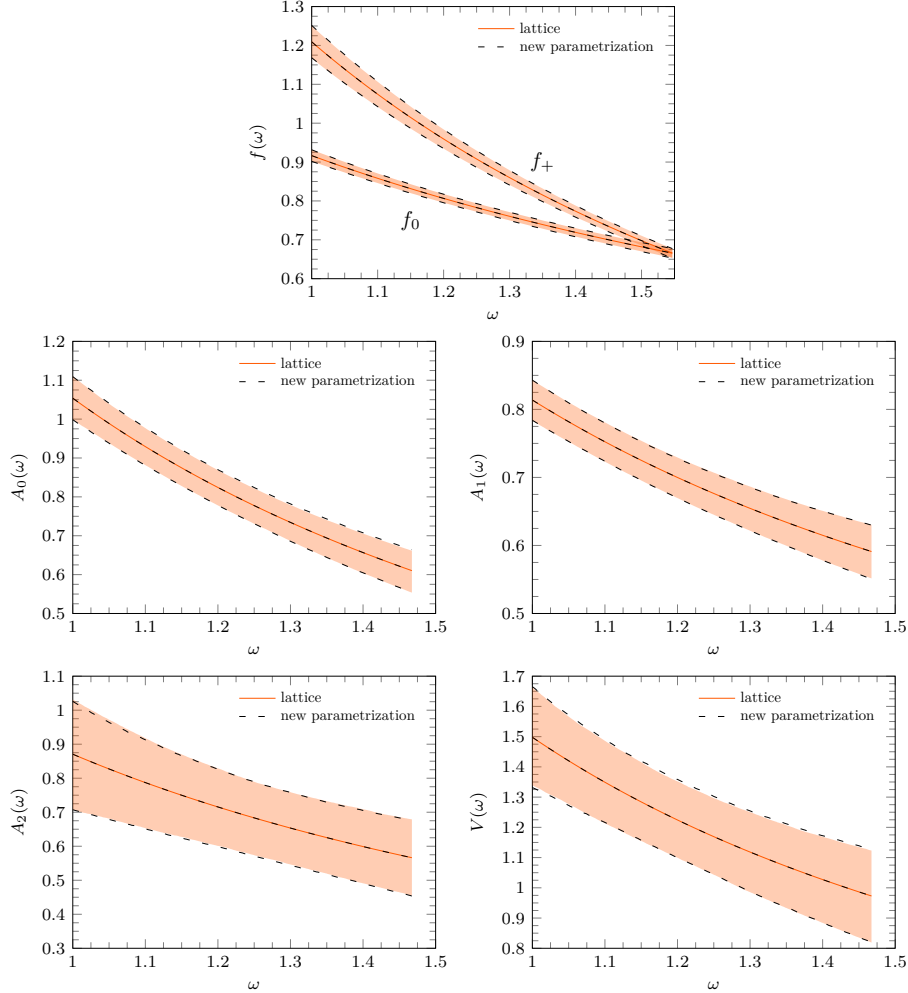 1.3
1.2
1.1
1
0.9
0.8
0.7
0.6
f(ω)
lattice
new parametrization
f₊
f₀
1 1.1 1.2 1.3 1.4 1.5
ω
1.2
1.1
1
0.9
0.8
0.7
0.6
0.5
A₀(ω)
lattice
new parametrization
1 1.1 1.2 1.3 1.4 1.5
ω
0.9
0.8
0.7
0.6
0.5
A₁(ω)
lattice
new parametrization
1 1.1 1.2 1.3 1.4 1.5
ω
1.1
1
0.9
0.8
0.7
0.6
0.5
0.4
0.3
A₂(ω)
lattice
new parametrization
1 1.1 1.2 1.3 1.4 1.5
ω
1.7
1.6
1.5
1.4
1.3
1.2
1.1
1
0.9
0.8
V(ω)
lattice
new parametrization
1 1.1 1.2 1.3 1.4 1.5
ω